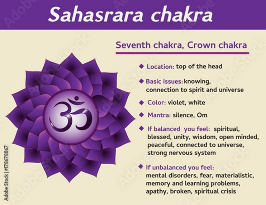 Sahasrara chakra
Seventh chakra, Crown chakra
Location: top of the head
Basic issues:knowing,
connection to spirit and universe
Color: violet, white
Mantra: silence, Om
If balanced you feel: spiritual,
blessed, unity, wisdom, open minded,
peaceful, connected to universe,
strong nervous system
If unbalanced you feel:
mental disorders, fear, materialistic,
memory and learning problems,
apathy, broken, spiritual crisis
ॐ
Adobe Stock